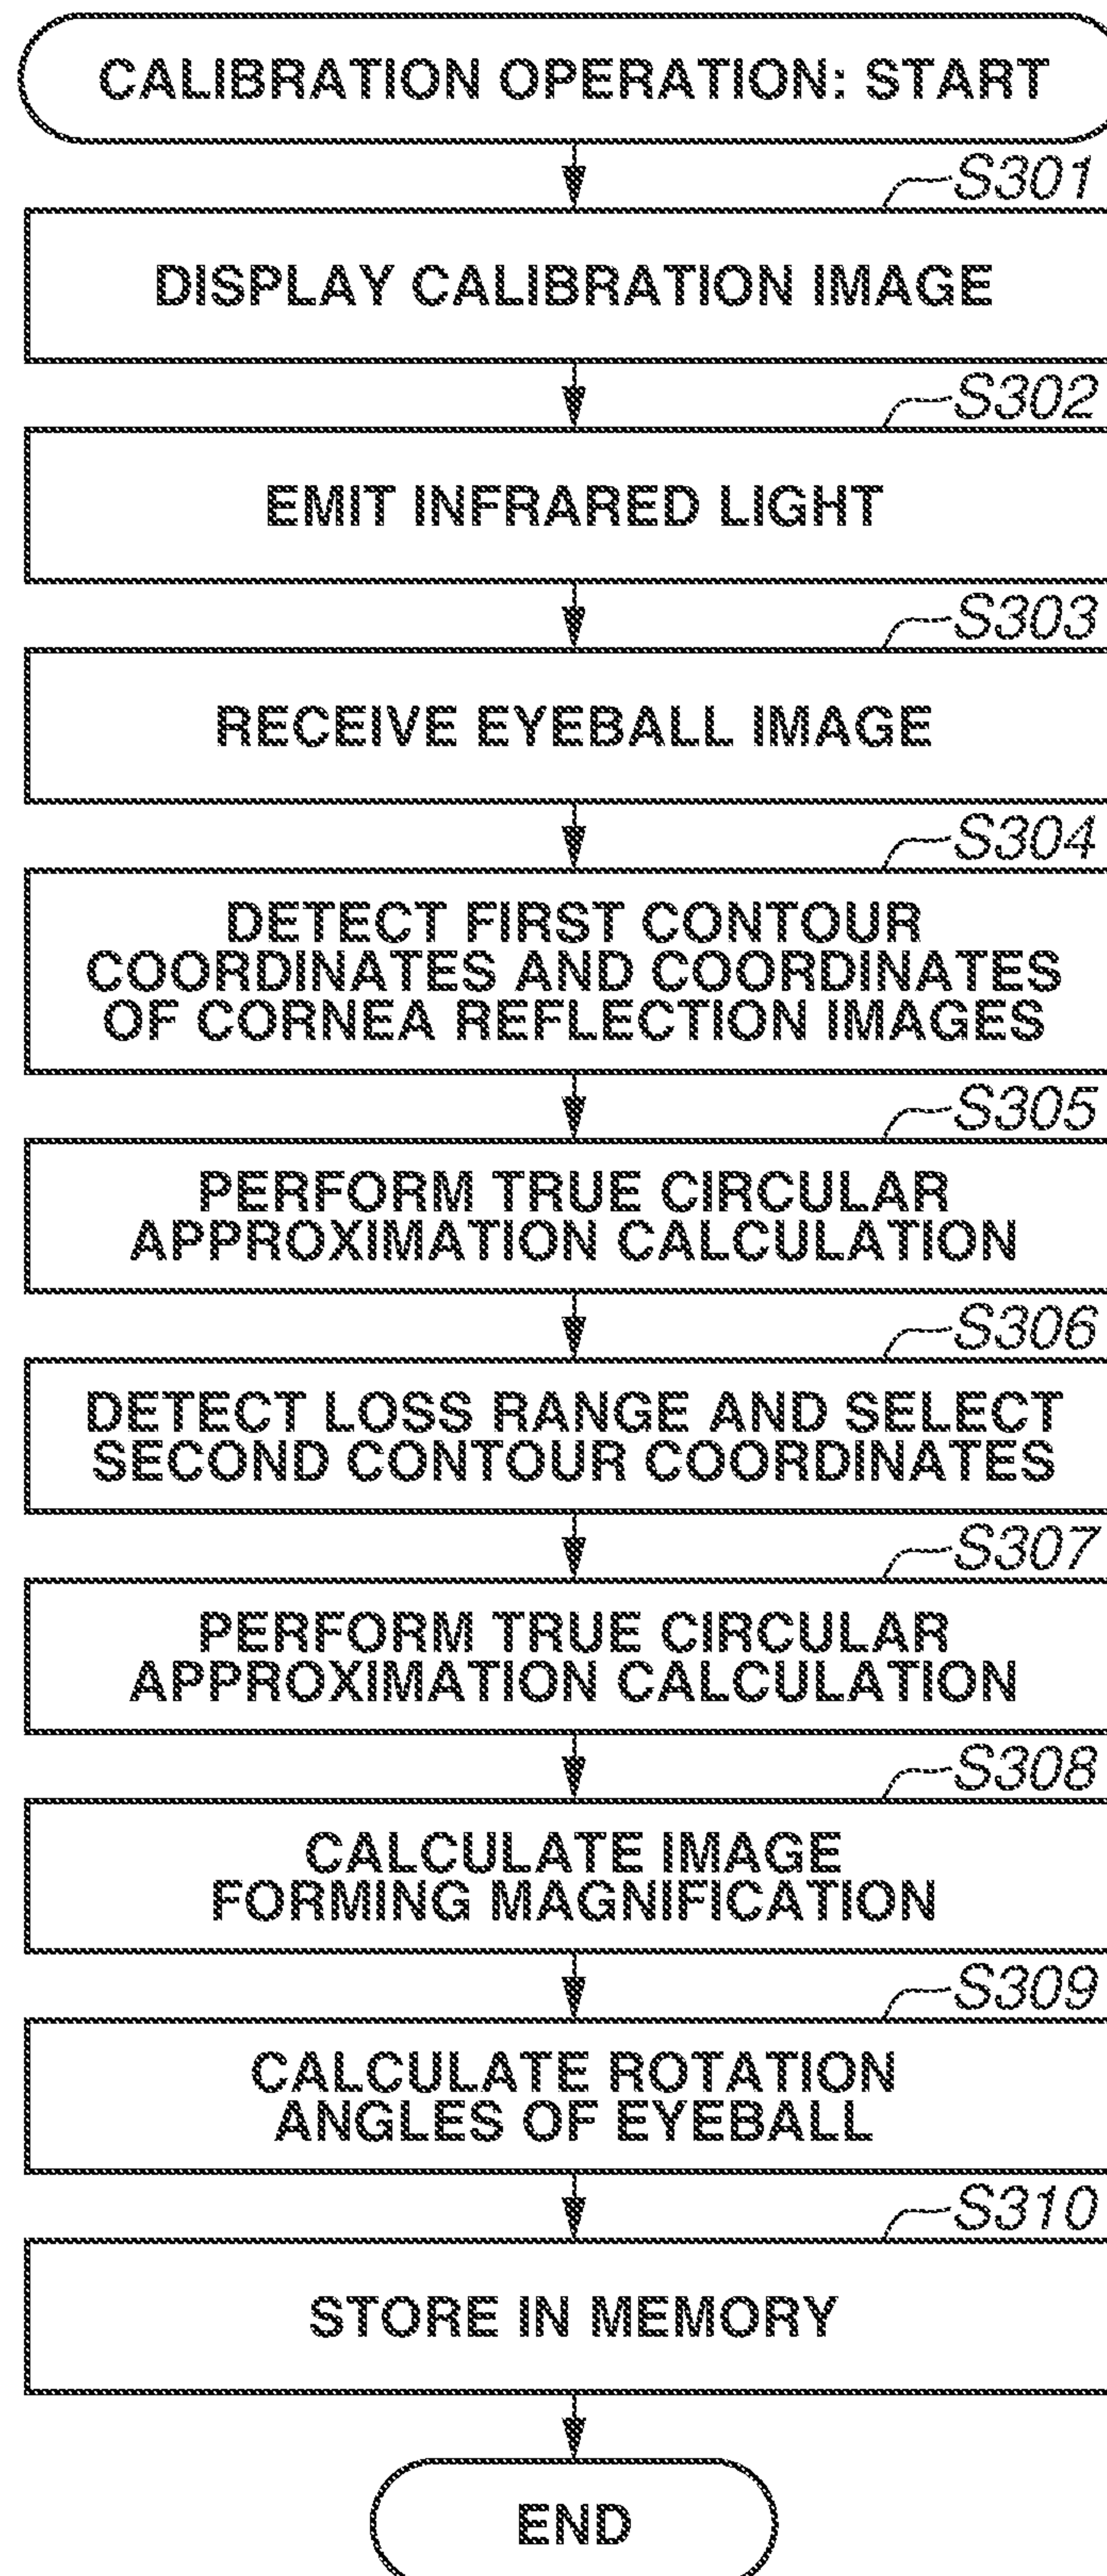 CALIBRATION OPERATION: START
S301
DISPLAY CALIBRATION IMAGE
S302
EMIT INFRARED LIGHT
S303
RECEIVE EYEBALL IMAGE
S304
DETECT FIRST CONTOUR
COORDINATES AND COORDINATES
OF CORNEA REFLECTION IMAGES
S305
PERFORM TRUE CIRCULAR
APPROXIMATION CALCULATION
S306
DETECT LOSS RANGE AND SELECT
SECOND CONTOUR COORDINATES
S307
PERFORM TRUE CIRCULAR
APPROXIMATION CALCULATION
S308
CALCULATE IMAGE
FORMING MAGNIFICATION
S309
CALCULATE ROTATION
ANGLES OF EYEBALL
S310
STORE IN MEMORY
END